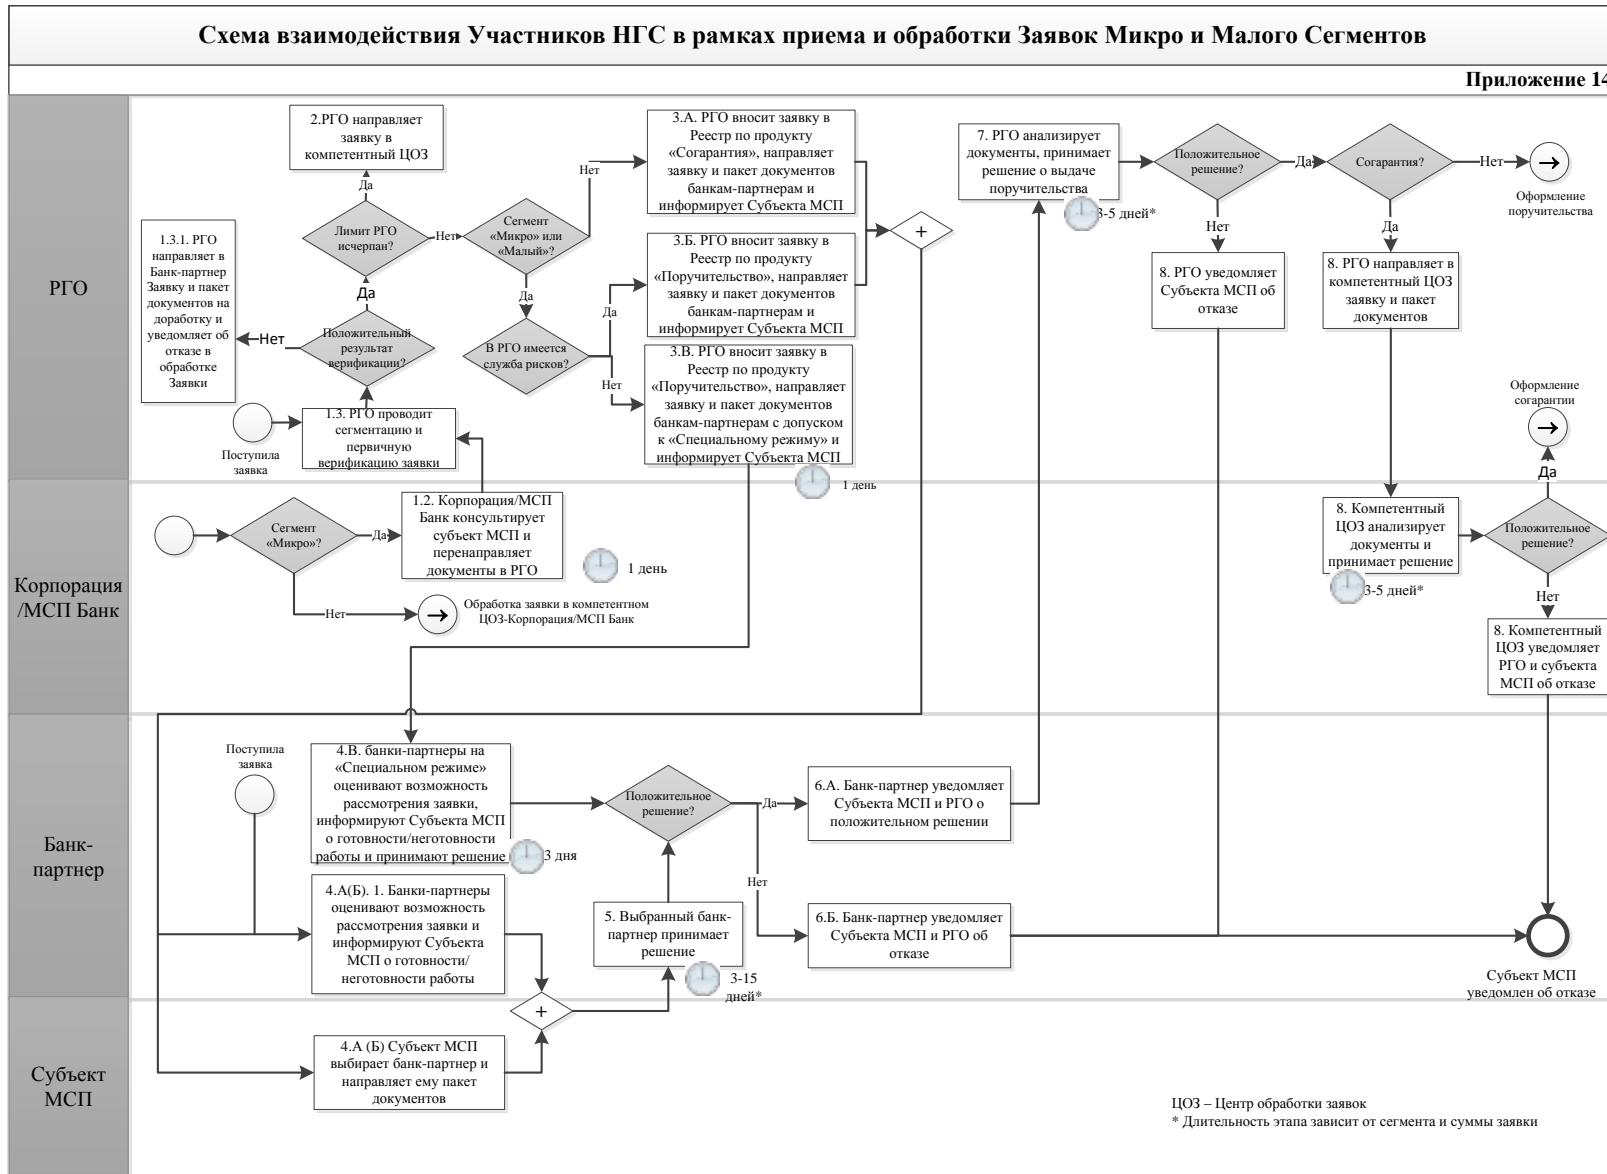 Схема взаимодействия Участников НГС в рамках приема и обработки Заявок Микро и Малого Сегментов
Приложение 14
РГО
2.РГО направляет
заявку в
компетентный ЦОЗ
Да
Лимит РГО
исчерпан?
Нет
Да
1.3.1. РГО
направляет в
Банк-партнер
Заявку и пакет
документов на
доработку и
уведомляет об
отказе в
обработке
Заявки
Нет
Положительный
результат
верификации?
Поступила
заявка
1.3. РГО проводит
сегментацию и
первичную
верификацию заявки
Сегмент
«Микро» или
«Малый»?
Нет
Да
В РГО имеется
служба рисков?
Да
Нет
3.А. РГО вносит заявку в
Реестр по продукту
«Согарантия», направляет
заявку и пакет документов
банкам-партнерам и
информирует Субъекта МСП
3.Б. РГО вносит заявку в
Реестр по продукту
«Поручительство», направляет
заявку и пакет документов
банкам-партнерам и
информирует Субъекта МСП
3.В. РГО вносит заявку в
Реестр по продукту
«Поручительство», направляет
заявку и пакет документов
банкам-партнерам с допуском
к «Специальному режиму» и
информирует Субъекта МСП
1 день
+
7. РГО анализирует
документы, принимает
решение о выдаче
поручительства
3-5 дней*
Положительное
решение?
Да
Согарантия?
Нет
Оформление
поручительства
Нет
8. РГО уведомляет
Субъекта МСП об
отказе
Да
8. РГО направляет в
компетентный ЦОЗ
заявку и пакет
документов
Оформление
согарантии
Да
Корпорация
/МСП Банк
Сегмент
«Микро»?
Да
1.2. Корпорация/МСП
Банк консультирует
субъект МСП и
перенаправляет
документы в РГО
1 день
Нет
Обработка заявки в компетентном
ЦОЗ-Корпорация/МСП Банк
8. Компетентный
ЦОЗ анализирует
документы и
принимает решение
3-5 дней*
Положительное
решение?
Нет
8. Компетентный
ЦОЗ уведомляет
РГО и субъекта
МСП об отказе
Банк-
партнер
Поступила
заявка
4.В. банки-партнеры на
«Специальном режиме»
оценивают возможность
рассмотрения заявки,
информируют Субъекта МСП
о готовности/неготовности
работы и принимают решение
3 дня
Положительное
решение?
Да
6.А. Банк-партнер уведомляет
Субъекта МСП и РГО о
положительном решении
Нет
4.А(Б). 1. Банки-партнеры
оценивают возможность
рассмотрения заявки и
информируют Субъекта
МСП о готовности/
неготовности работы
5. Выбранный банк-
партнер принимает
решение
3-15
дней*
6.Б. Банк-партнер уведомляет
Субъекта МСП и РГО об
отказе
Субъект МСП
уведомлен об отказе
Субъект
МСП
+
4.А (Б) Субъект МСП
выбирает банк-партнер и
направляет ему пакет
документов
ЦОЗ – Центр обработки заявок
* Длительность этапа зависит от сегмента и суммы заявки